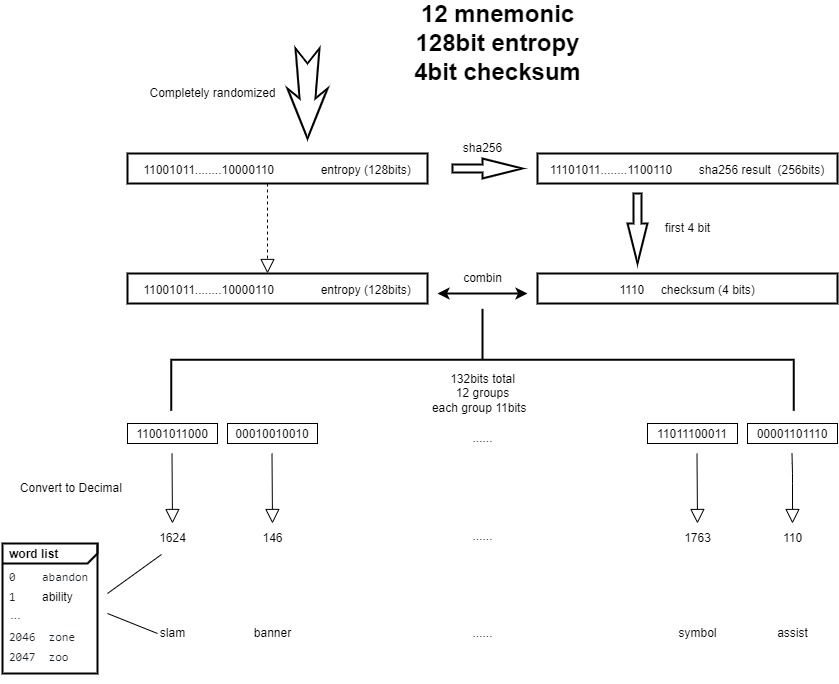 12 mnemonic
128bit entropy
4bit checksum
Completely randomized
sha256
11001011........10000110 entropy (128bits)
11101011........1100110 sha256 result (256bits)
first 4 bit
combin
11001011........10000110 entropy (128bits)
1110 checksum (4 bits)
132bits total
12 groups
each group 11bits
11001011000 00010010010 ...... 11011100011 00001101110
Convert to Decimal
1624 146 ...... 1763 110
word list
0 abandon
1 ability
...
2046 zone
2047 zoo
slam banner ...... symbol assist